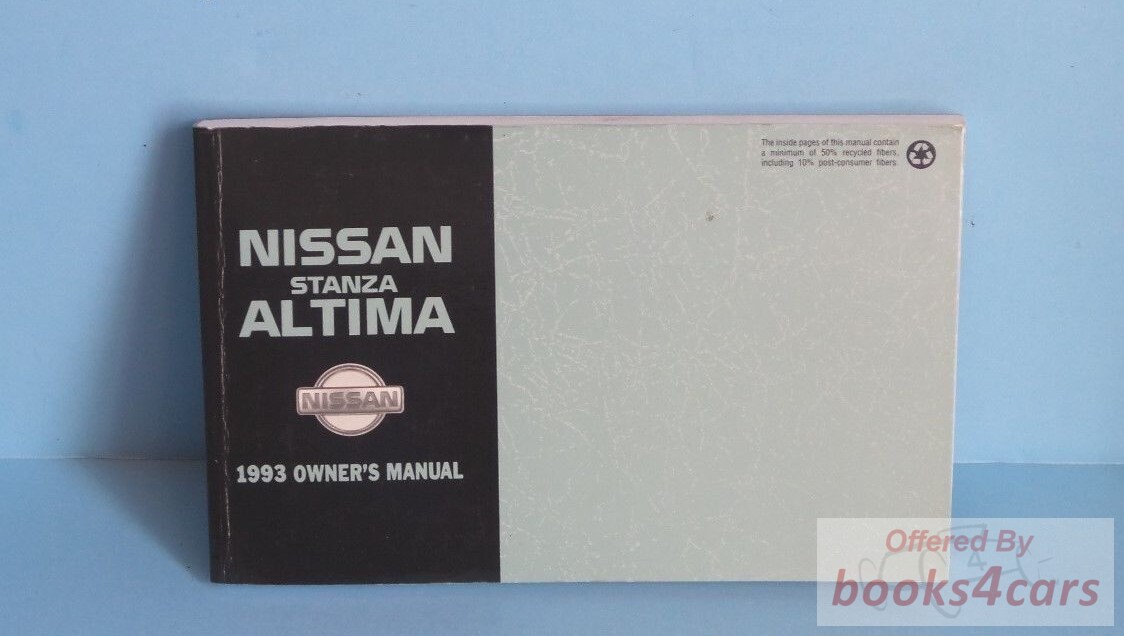 The inside pages of this manual contain
a minimum of 50% recycled fibers,
including 10% post-consumer fibers.
NISSAN
STANZA
ALTIMA
NISSAN
1993 OWNER'S MANUAL
Offered By
books4cars